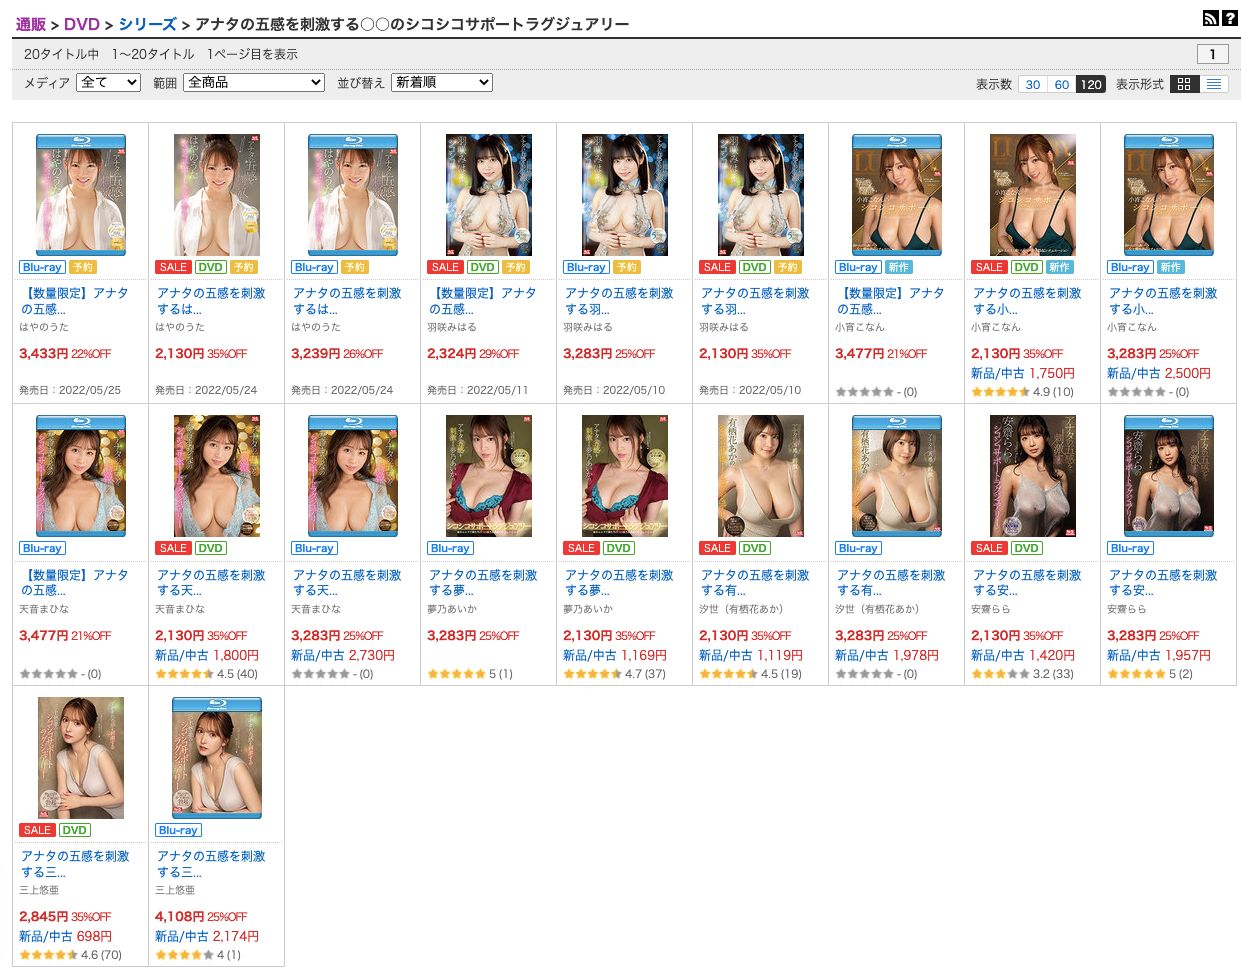 通販 > DVD > シリーズ > アナタの五感を刺激する〇〇のシコシコサポートラグジュアリー
20タイトル中 1～20タイトル 1ページ目を表示
1
メディア 全て 範囲 全商品 並び替え 新着順 表示数 30 60 120 表示形式
Blu-ray 予約
【数量限定】アナタ
の五感...
はやのうた
3,433円 22%OFF
発売日：2022/05/25
SALE DVD 予約
アナタの五感を刺激
するは...
はやのうた
2,130円 35%OFF
発売日：2022/05/24
Blu-ray 予約
アナタの五感を刺激
するは...
はやのうた
3,239円 26%OFF
発売日：2022/05/24
SALE DVD 予約
【数量限定】アナタ
の五感...
羽咲みはる
2,324円 29%OFF
発売日：2022/05/11
Blu-ray 予約
アナタの五感を刺激
する羽...
羽咲みはる
3,283円 25%OFF
発売日：2022/05/10
SALE DVD 予約
アナタの五感を刺激
する羽...
羽咲みはる
2,130円 35%OFF
発売日：2022/05/10
Blu-ray 新作
【数量限定】アナタ
の五感...
小宵こなん
3,477円 21%OFF
- (0)
SALE DVD 新作
アナタの五感を刺激
する小...
小宵こなん
2,130円 35%OFF
新品/中古 1,750円
4.9 (10)
Blu-ray 新作
アナタの五感を刺激
する小...
小宵こなん
3,283円 25%OFF
新品/中古 2,500円
- (0)
Blu-ray
【数量限定】アナタ
の五感...
天音まひな
3,477円 21%OFF
- (0)
SALE DVD
アナタの五感を刺激
する天...
天音まひな
2,130円 35%OFF
新品/中古 1,800円
4.5 (40)
Blu-ray
アナタの五感を刺激
する天...
天音まひな
3,283円 25%OFF
新品/中古 2,730円
- (0)
Blu-ray
アナタの五感を刺激
する夢...
夢乃あいか
3,283円 25%OFF
5 (1)
SALE DVD
アナタの五感を刺激
する夢...
夢乃あいか
2,130円 35%OFF
新品/中古 1,169円
4.7 (37)
SALE DVD
アナタの五感を刺激
する有...
汐世（有栖花あか）
2,130円 35%OFF
新品/中古 1,119円
4.5 (19)
Blu-ray
アナタの五感を刺激
する有...
汐世（有栖花あか）
3,283円 25%OFF
新品/中古 1,978円
- (0)
SALE DVD
アナタの五感を刺激
する安...
安齋らら
2,130円 35%OFF
新品/中古 1,420円
3.2 (33)
Blu-ray
アナタの五感を刺激
する安...
安齋らら
3,283円 25%OFF
新品/中古 1,957円
5 (2)
SALE DVD
アナタの五感を刺激
する三...
三上悠亜
2,845円 35%OFF
新品/中古 698円
4.6 (70)
Blu-ray
アナタの五感を刺激
する三...
三上悠亜
4,108円 25%OFF
新品/中古 2,174円
4 (1)